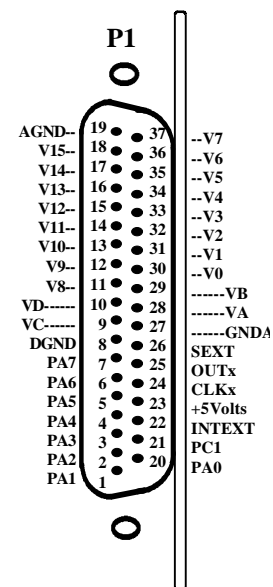 P1
AGND-- 19 37 --V7
V15-- 18 36 --V6
V14-- 17 35 --V5
V13-- 16 34 --V4
V12-- 15 33 --V3
V11-- 14 32 --V2
V10-- 13 31 --V1
V9-- 12 30 --V0
V8-- 11 29 ------VB
VD------ 10 28 ------VA
VC------ 9 27 ------GNDA
DGND 8 26 SEXT
PA7 7 25 OUTx
PA6 6 24 CLKx
PA5 5 23 +5Volts
PA4 4 22 INTEXT
PA3 3 21 PC1
PA2 2 20 PA0
PA1 1